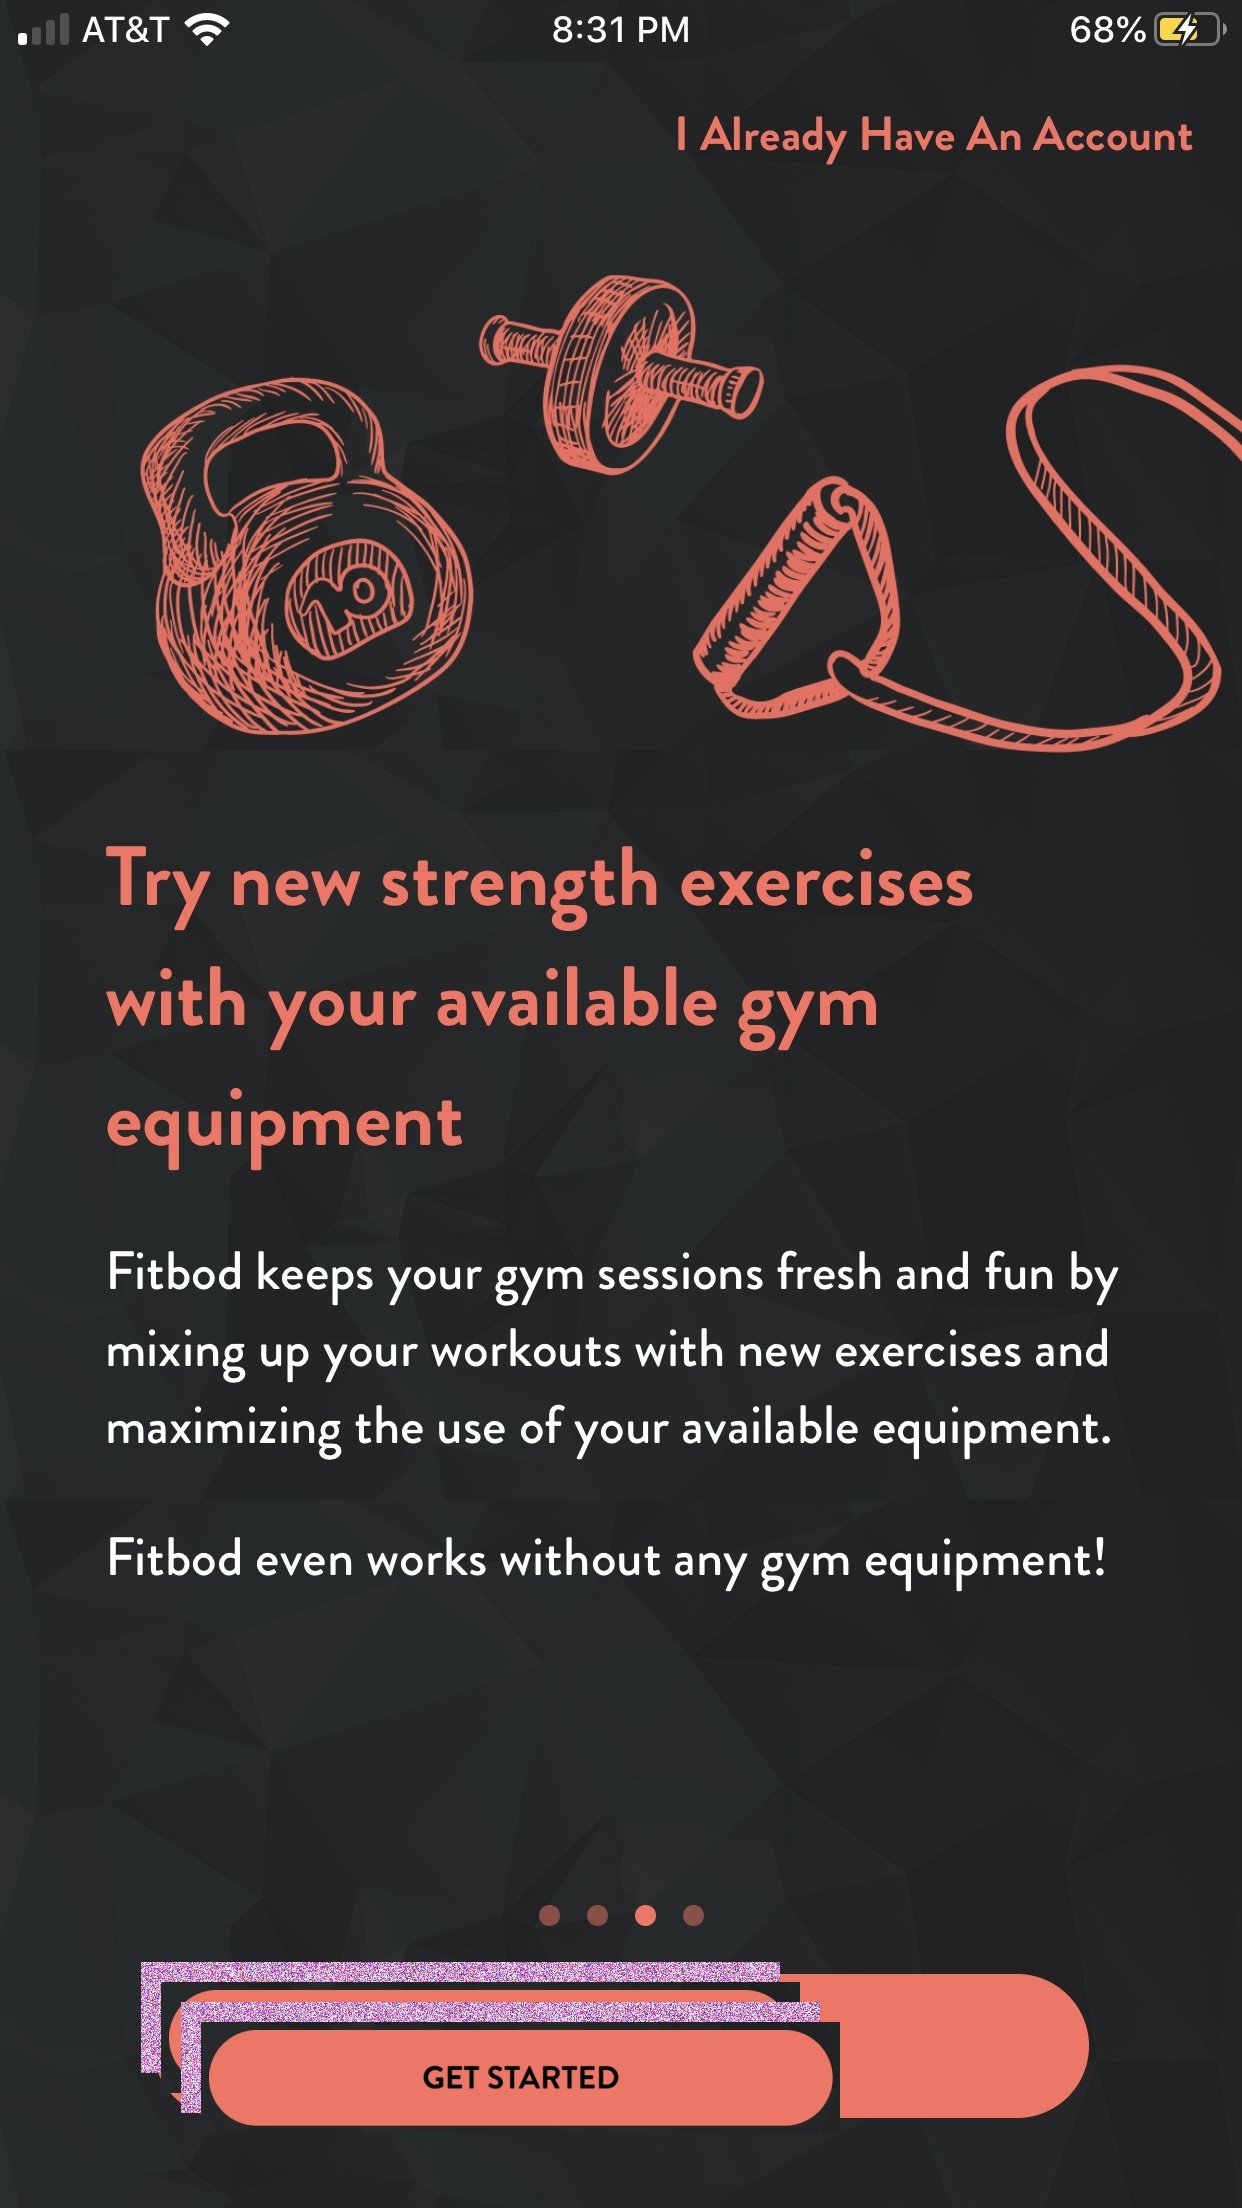 AT&T 8:31 PM 68%
I Already Have An Account
10
Try new strength exercises
with your available gym
equipment
Fitbod keeps your gym sessions fresh and fun by
mixing up your workouts with new exercises and
maximizing the use of your available equipment.
Fitbod even works without any gym equipment!
GET STARTED